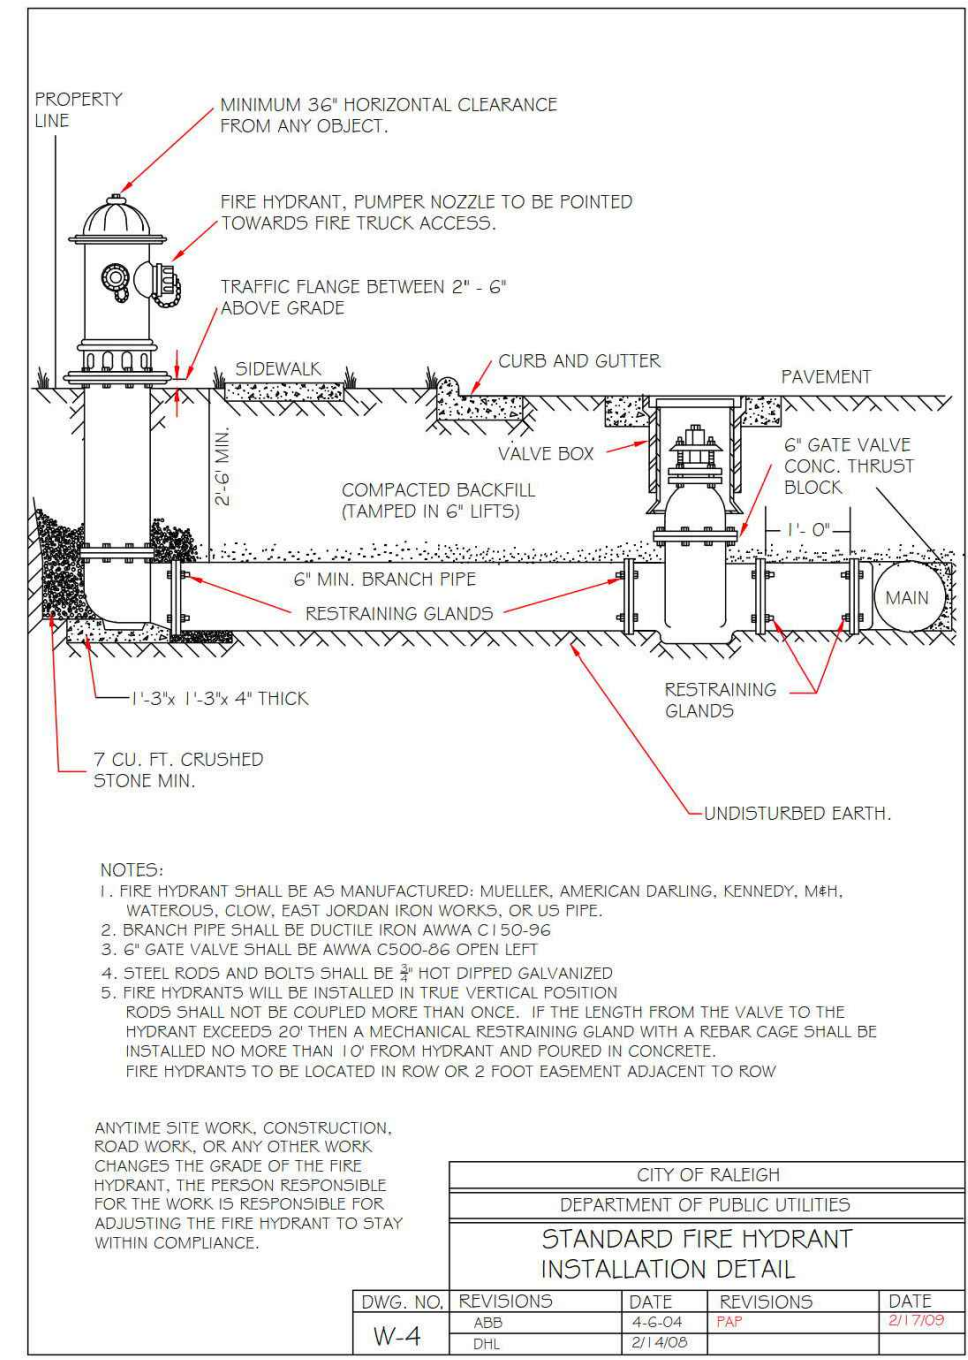 PROPERTY
LINE
MINIMUM 36" HORIZONTAL CLEARANCE
FROM ANY OBJECT.
FIRE HYDRANT, PUMPER NOZZLE TO BE POINTED
TOWARDS FIRE TRUCK ACCESS.
TRAFFIC FLANGE BETWEEN 2" - 6"
ABOVE GRADE
SIDEWALK
CURB AND GUTTER
PAVEMENT
2'-6' MIN.
VALVE BOX
6" GATE VALVE
CONC. THRUST
BLOCK
COMPACTED BACKFILL
(TAMPED IN 6" LIFTS)
1'- 0"
6" MIN. BRANCH PIPE
RESTRAINING GLANDS
MAIN
1'-3"x 1'-3"x 4" THICK
RESTRAINING
GLANDS
7 CU. FT. CRUSHED
STONE MIN.
UNDISTURBED EARTH.
NOTES:
1. FIRE HYDRANT SHALL BE AS MANUFACTURED: MUELLER, AMERICAN DARLING, KENNEDY, M&H,
WATEROUS, CLOW, EAST JORDAN IRON WORKS, OR US PIPE.
2. BRANCH PIPE SHALL BE DUCTILE IRON AWWA C150-96
3. 6" GATE VALVE SHALL BE AWWA C500-86 OPEN LEFT
4. STEEL RODS AND BOLTS SHALL BE 3/4" HOT DIPPED GALVANIZED
5. FIRE HYDRANTS WILL BE INSTALLED IN TRUE VERTICAL POSITION
RODS SHALL NOT BE COUPLED MORE THAN ONCE. IF THE LENGTH FROM THE VALVE TO THE
HYDRANT EXCEEDS 20' THEN A MECHANICAL RESTRAINING GLAND WITH A REBAR CAGE SHALL BE
INSTALLED NO MORE THAN 10' FROM HYDRANT AND POURED IN CONCRETE.
FIRE HYDRANTS TO BE LOCATED IN ROW OR 2 FOOT EASEMENT ADJACENT TO ROW
ANYTIME SITE WORK, CONSTRUCTION,
ROAD WORK, OR ANY OTHER WORK
CHANGES THE GRADE OF THE FIRE
HYDRANT, THE PERSON RESPONSIBLE
FOR THE WORK IS RESPONSIBLE FOR
ADJUSTING THE FIRE HYDRANT TO STAY
WITHIN COMPLIANCE.
CITY OF RALEIGH
DEPARTMENT OF PUBLIC UTILITIES
STANDARD FIRE HYDRANT
INSTALLATION DETAIL
DWG. NO. REVISIONS DATE REVISIONS DATE
W-4 ABB 4-6-04 PAP 2/17/09
DHL 2/14/08